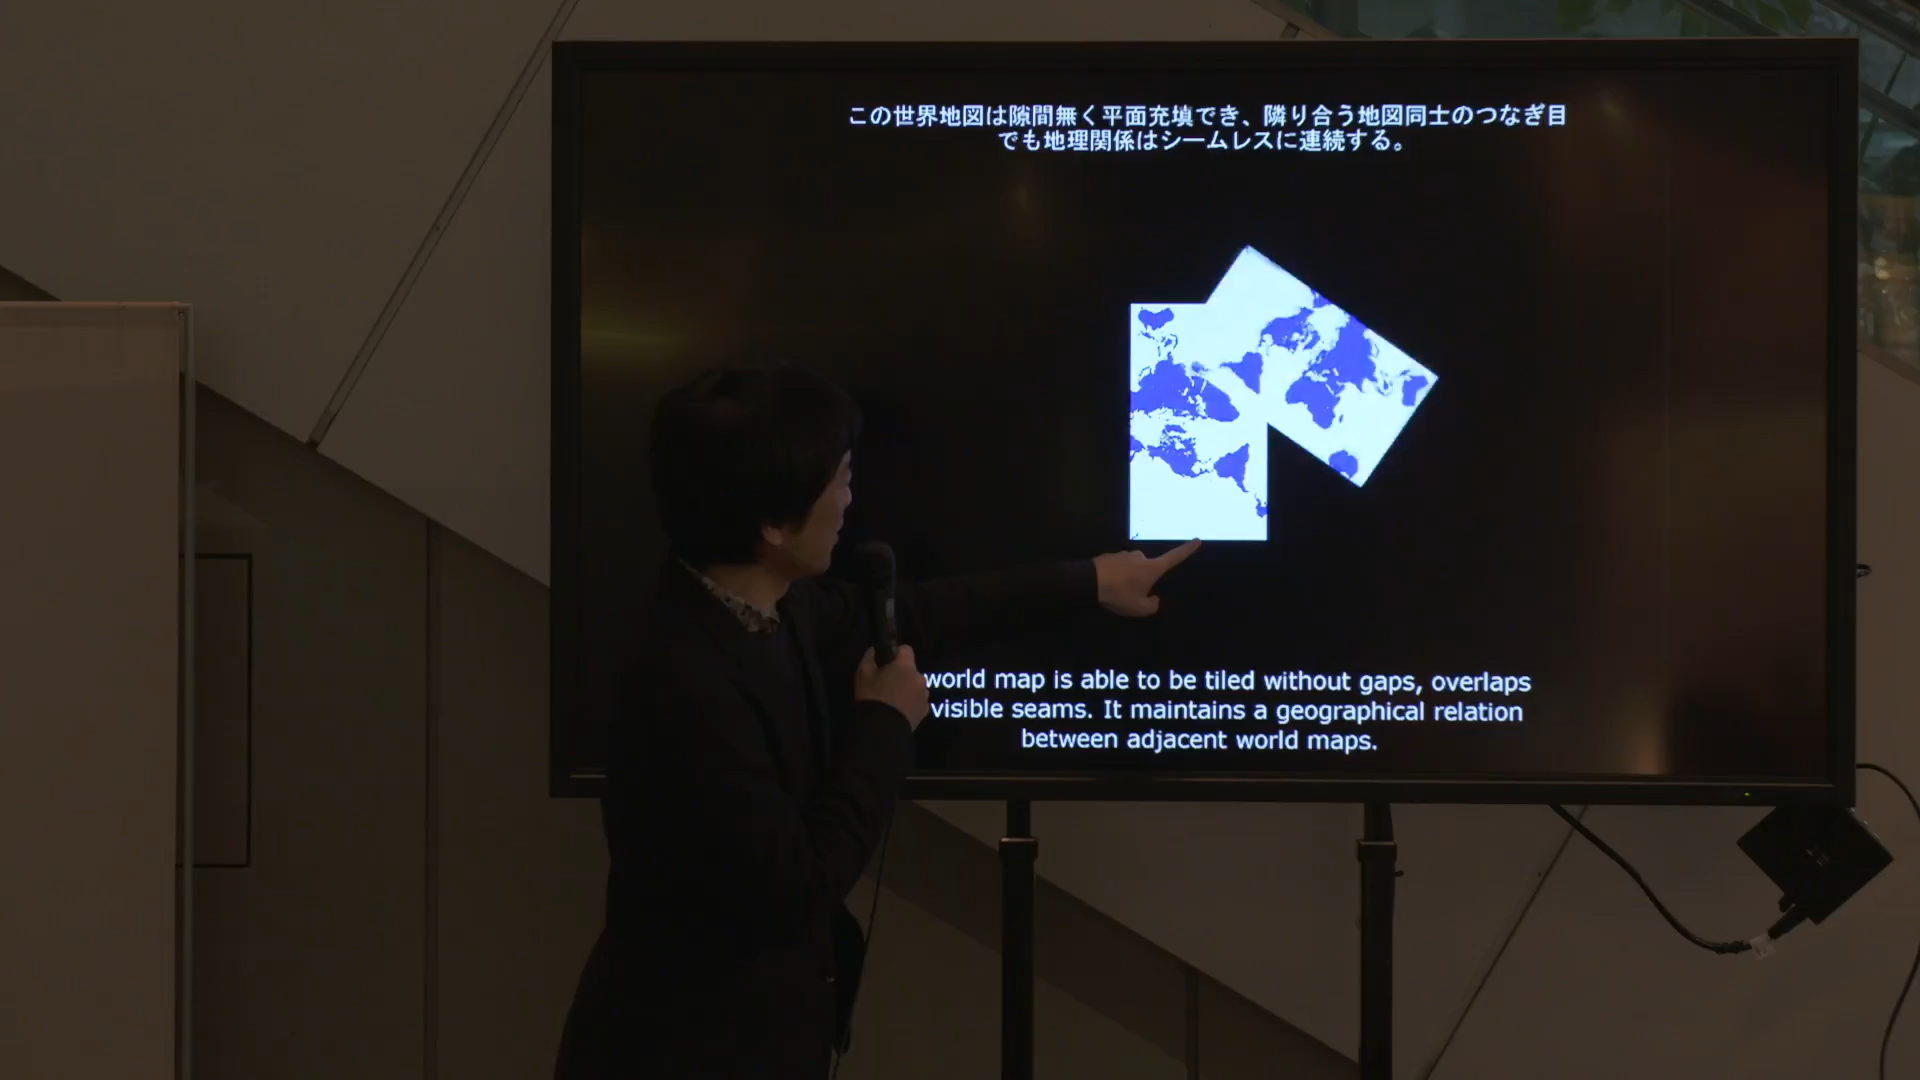 この世界地図は隙間無く平面充填でき、隣り合う地図同士のつなぎ目
でも地理関係はシームレスに連続する。
world map is able to be tiled without gaps, overlaps
visible seams. It maintains a geographical relation
between adjacent world maps.